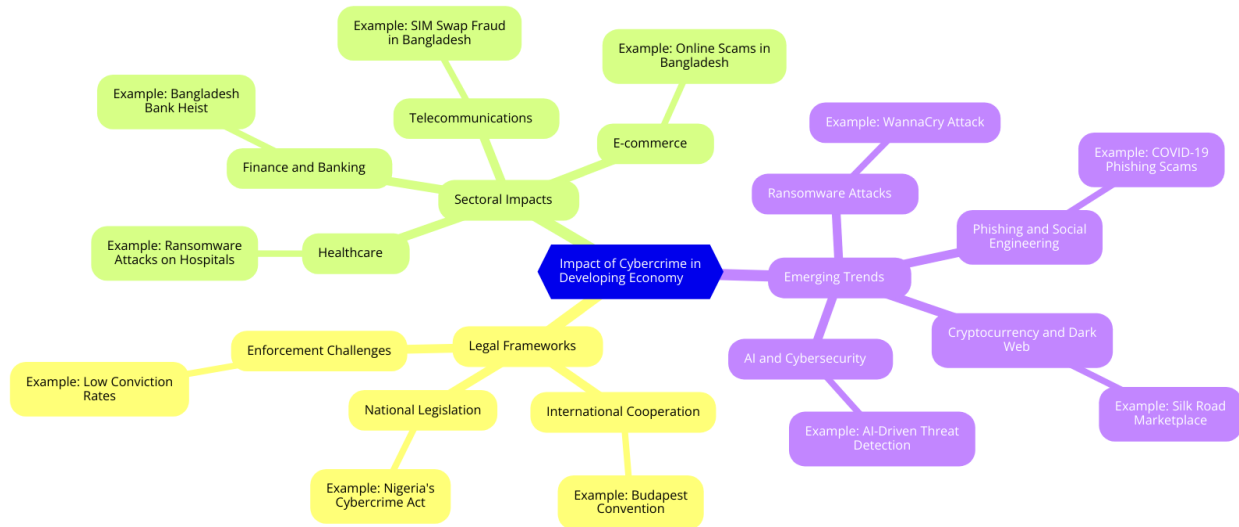 Example: SIM Swap Fraud
in Bangladesh
Example: Online Scams in
Bangladesh
Example: Bangladesh
Bank Heist
Telecommunications
E-commerce
Finance and Banking
Sectoral Impacts
Example: Ransomware
Attacks on Hospitals
Healthcare
Impact of Cybercrime in
Developing Economy
Example: WannaCry Attack
Example: COVID-19
Phishing Scams
Ransomware Attacks
Phishing and Social
Engineering
Emerging Trends
Cryptocurrency and Dark
Web
AI and Cybersecurity
Example: Silk Road
Marketplace
Example: AI-Driven Threat
Detection
Legal Frameworks
Enforcement Challenges
Example: Low Conviction
Rates
National Legislation
International Cooperation
Example: Nigeria's
Cybercrime Act
Example: Budapest
Convention